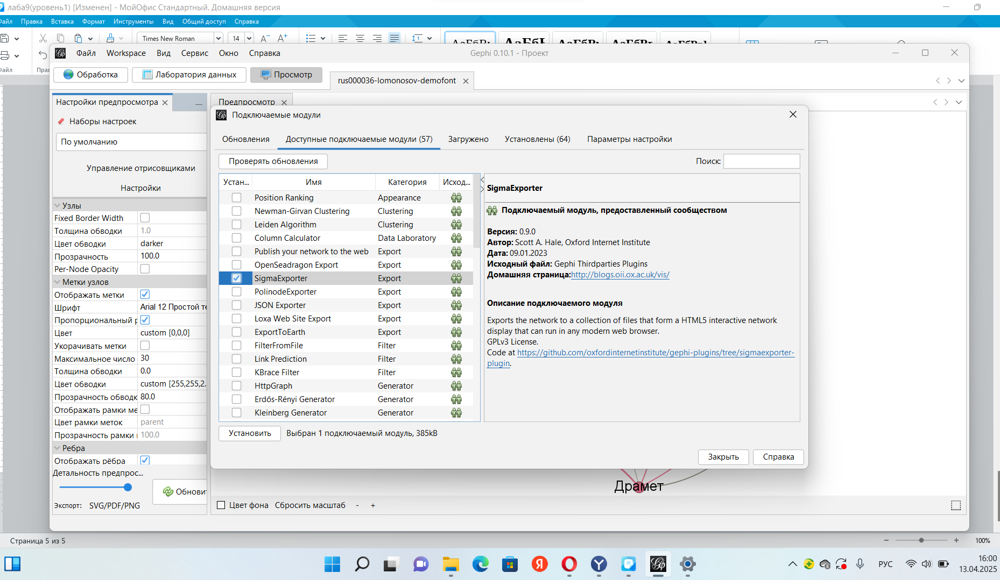 лаба9(уровень1) [Изменен] - МойОфис Стандартный. Домашняя версия
Файл Правка Вставка Формат Инструменты Вид Общий доступ Справка
Times New Roman 14
Файл
Gephi 0.10.1 - Проект
Файл Workspace Вид Сервис Окно Справка
Обработка Лаборатория данных Просмотр rus000036-lomonosov-demofont
Настройки предпросмотра
Предпросмотр
Наборы настроек
По умолчанию
Управление отрисовщиками
Настройки
Узлы
Fixed Border Width
Толщина обводки 1.0
Цвет обводки darker
Прозрачность 100.0
Per-Node Opacity
Метки узлов
Отображать метки
Шрифт Arial 12 Простой те
Пропорциональный р
Цвет custom [0,0,0]
Укорачивать метки
Максимальное число 30
Толщина обводки 0.0
Цвет обводки custom [255,255,2...
Прозрачность обводк 80.0
Отображать рамки ме
Цвет рамки меток parent
Прозрачность рамки 100.0
Ребра
Отображать рёбра
Детальность предпрос...
Обновит
Экспорт: SVG/PDF/PNG
Подключаемые модули
Обновления Доступные подключаемые модули (57) Загружено Установлены (64) Параметры настройки
Проверять обновления
Поиск:
Устан... Имя Категория Исход...
Position Ranking Appearance
Newman-Girvan Clustering Clustering
Leiden Algorithm Clustering
Column Calculator Data Laboratory
Publish your network to the web Export
OpenSeadragon Export Export
SigmaExporter Export
PolinodeExporter Export
JSON Exporter Export
Loxa Web Site Export Export
ExportToEarth Export
FilterFromFile Filter
Link Prediction Filter
KBrace Filter Filter
HttpGraph Generator
Erdős-Rényi Generator Generator
Kleinberg Generator Generator
SigmaExporter
Подключаемый модуль, предоставленный сообществом
Версия: 0.9.0
Автор: Scott A. Hale, Oxford Internet Institute
Дата: 09.01.2023
Исходный файл: Gephi Thirdparties Plugins
Домашняя страница:http://blogs.oii.ox.ac.uk/vis/
Описание подключаемого модуля
Exports the network to a collection of files that form a HTML5 interactive network
display that can run in any modern web browser.
GPLv3 License.
Code at https://github.com/oxfordinternetinstitute/gephi-plugins/tree/sigmaexporter-
plugin.
Установить Выбран 1 подключаемый модуль, 385kB
Закрыть Справка
Драмет
Цвет фона Сбросить масштаб - +
Страница 5 из 5
100%
РУС
16:00
13.04.2025